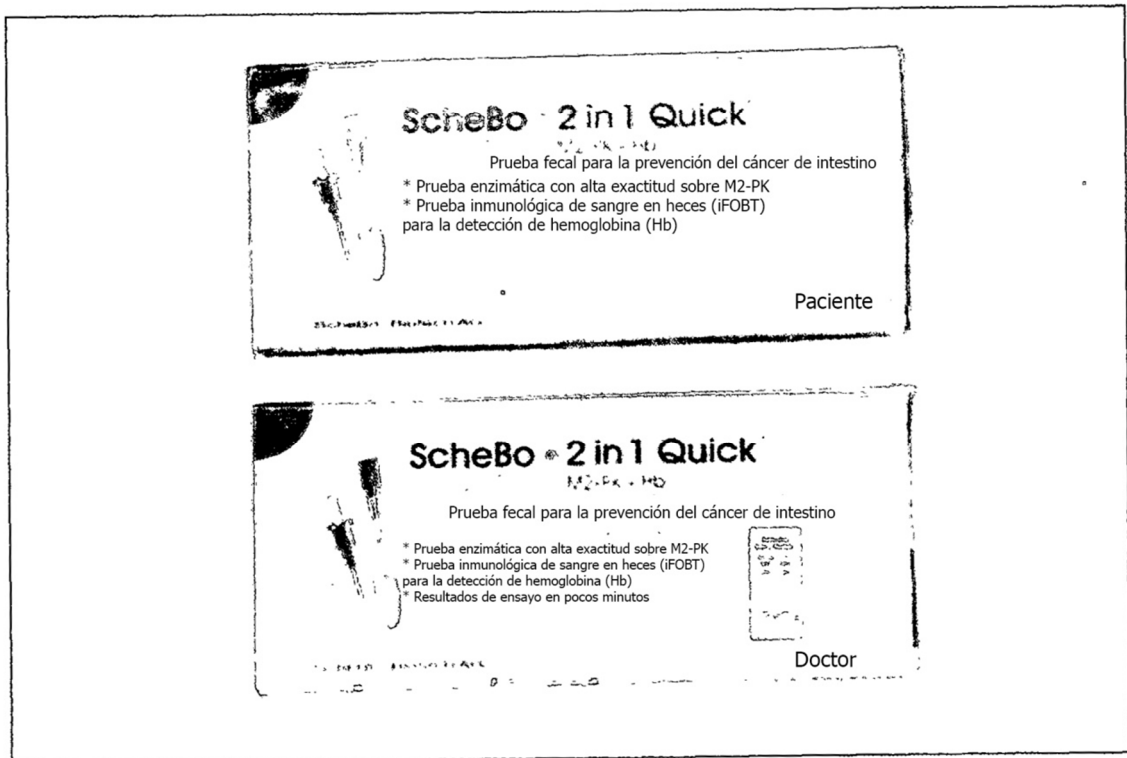 ScheBo · 2 in 1 Quick
M2-PK + Hb
Prueba fecal para la prevención del cáncer de intestino
* Prueba enzimática con alta exactitud sobre M2-PK
* Prueba inmunológica de sangre en heces (iFOBT)
para la detección de hemoglobina (Hb)
Paciente
ScheBo • 2 in 1 Quick
M2-PK + Hb
Prueba fecal para la prevención del cáncer de intestino
* Prueba enzimática con alta exactitud sobre M2-PK
* Prueba inmunológica de sangre en heces (iFOBT)
para la detección de hemoglobina (Hb)
* Resultados de ensayo en pocos minutos
Doctor